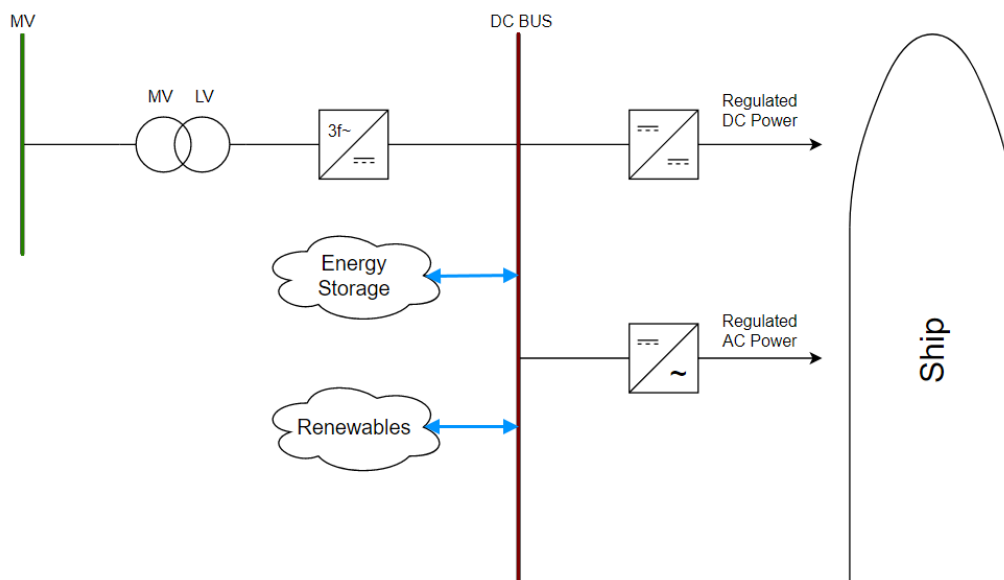 MV
DC BUS
MV
LV
3f~
Regulated
DC Power
Energy
Storage
Regulated
AC Power
~
Renewables
Ship